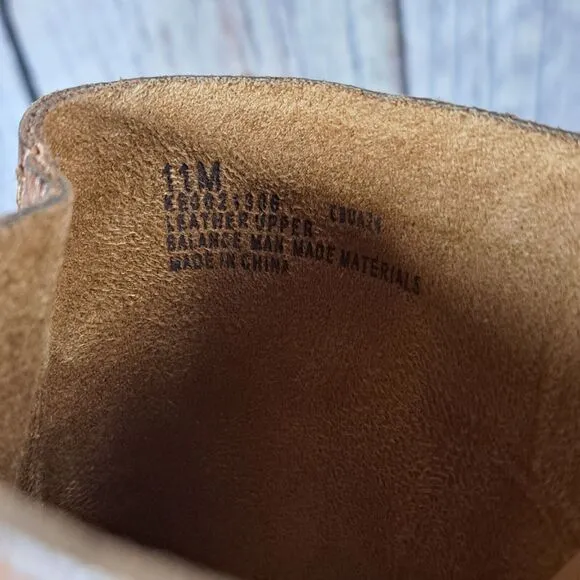 11M
LEATHER UPPER
BALANCE MAN MADE MATERIALS
MADE IN CHINA